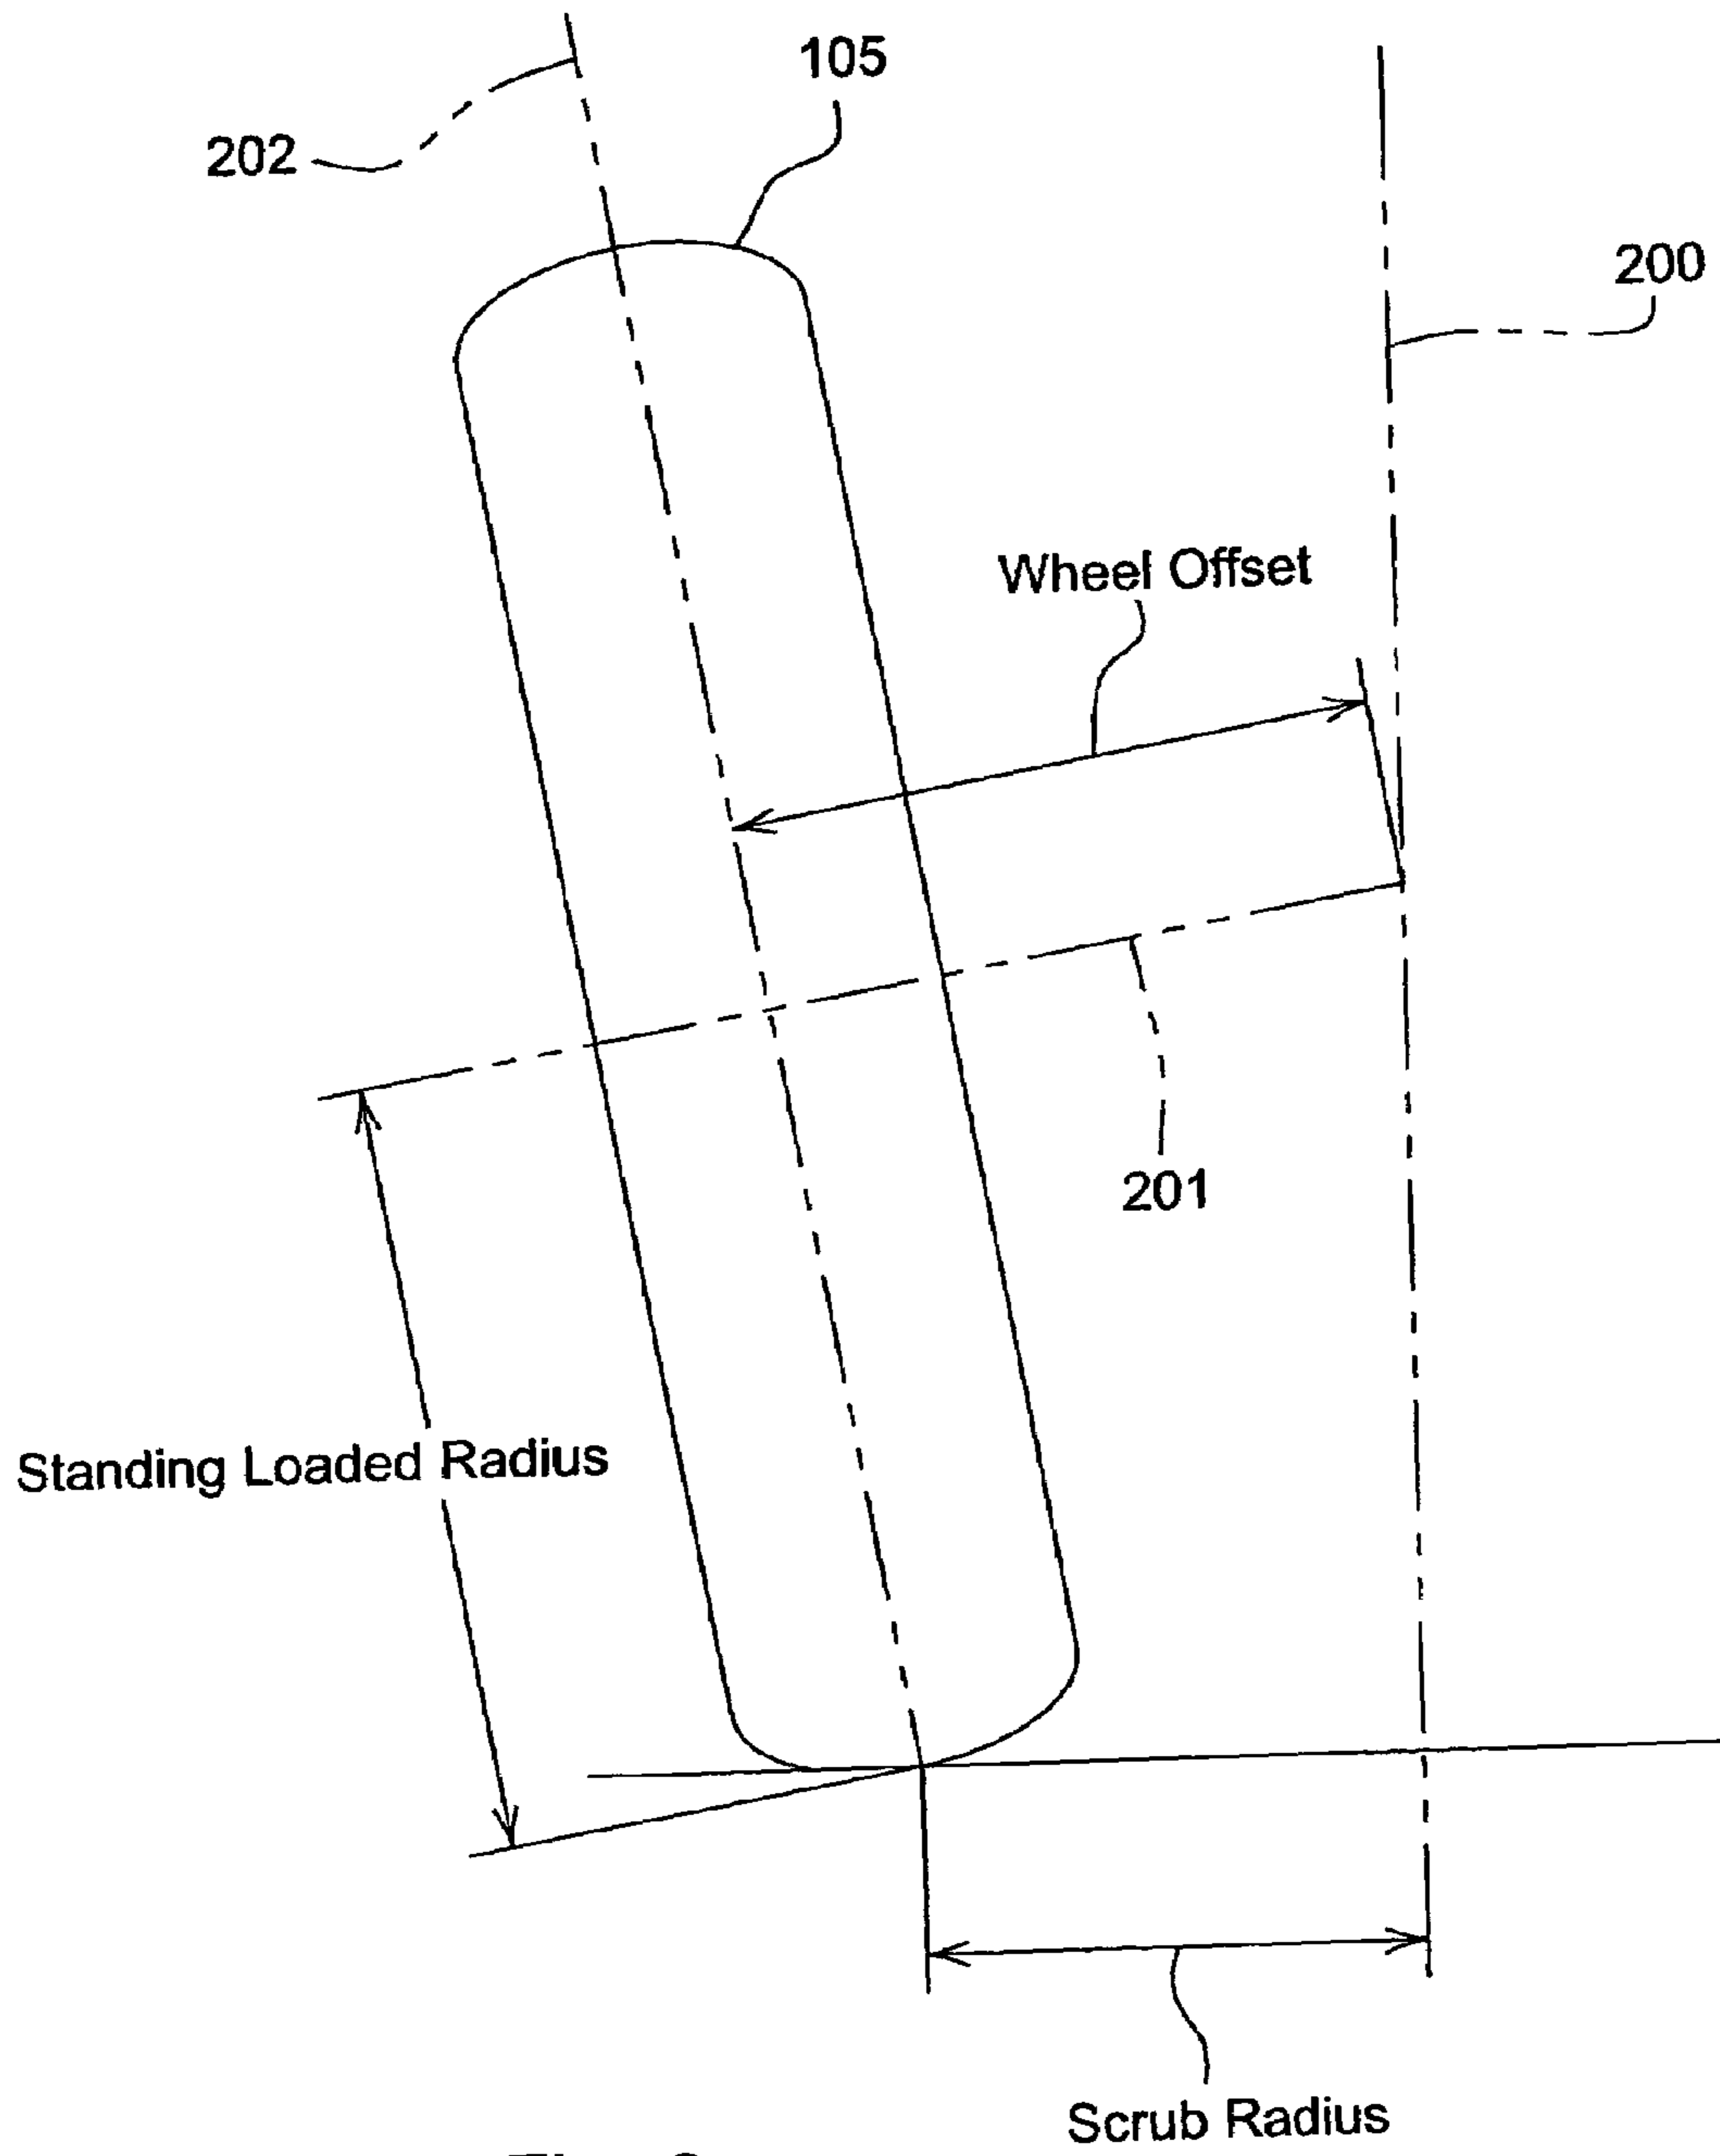 105
202
200
Wheel Offset
201
Standing Loaded Radius
Scrub Radius